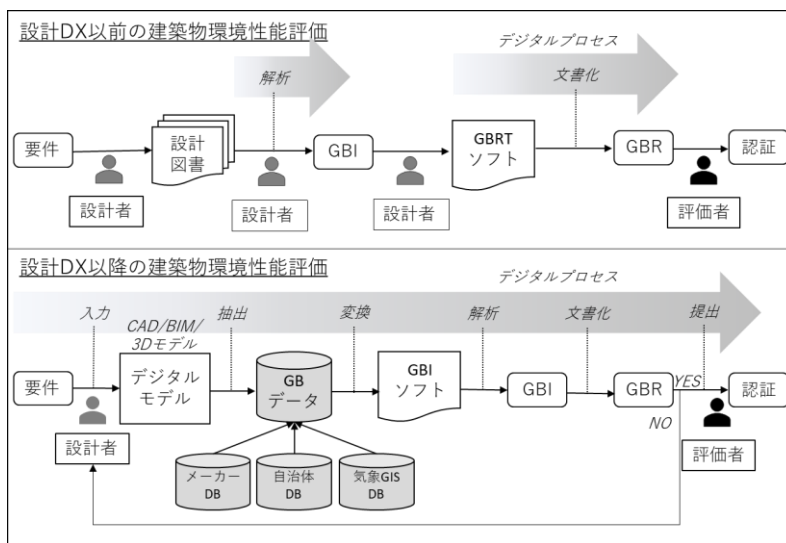 設計DX以前の建築物環境性能評価
デジタルプロセス
解析
文書化
要件
設計
図書
GBI
GBRT
ソフト
GBR
認証
設計者
設計者
設計者
評価者
設計DX以降の建築物環境性能評価
デジタルプロセス
入力
抽出
変換
解析
文書化
提出
CAD/BIM/
3Dモデル
要件
デジタル
モデル
GB
データ
GBI
ソフト
GBI
GBR
YES
認証
NO
設計者
評価者
メーカー
DB
自治体
DB
気象GIS
DB